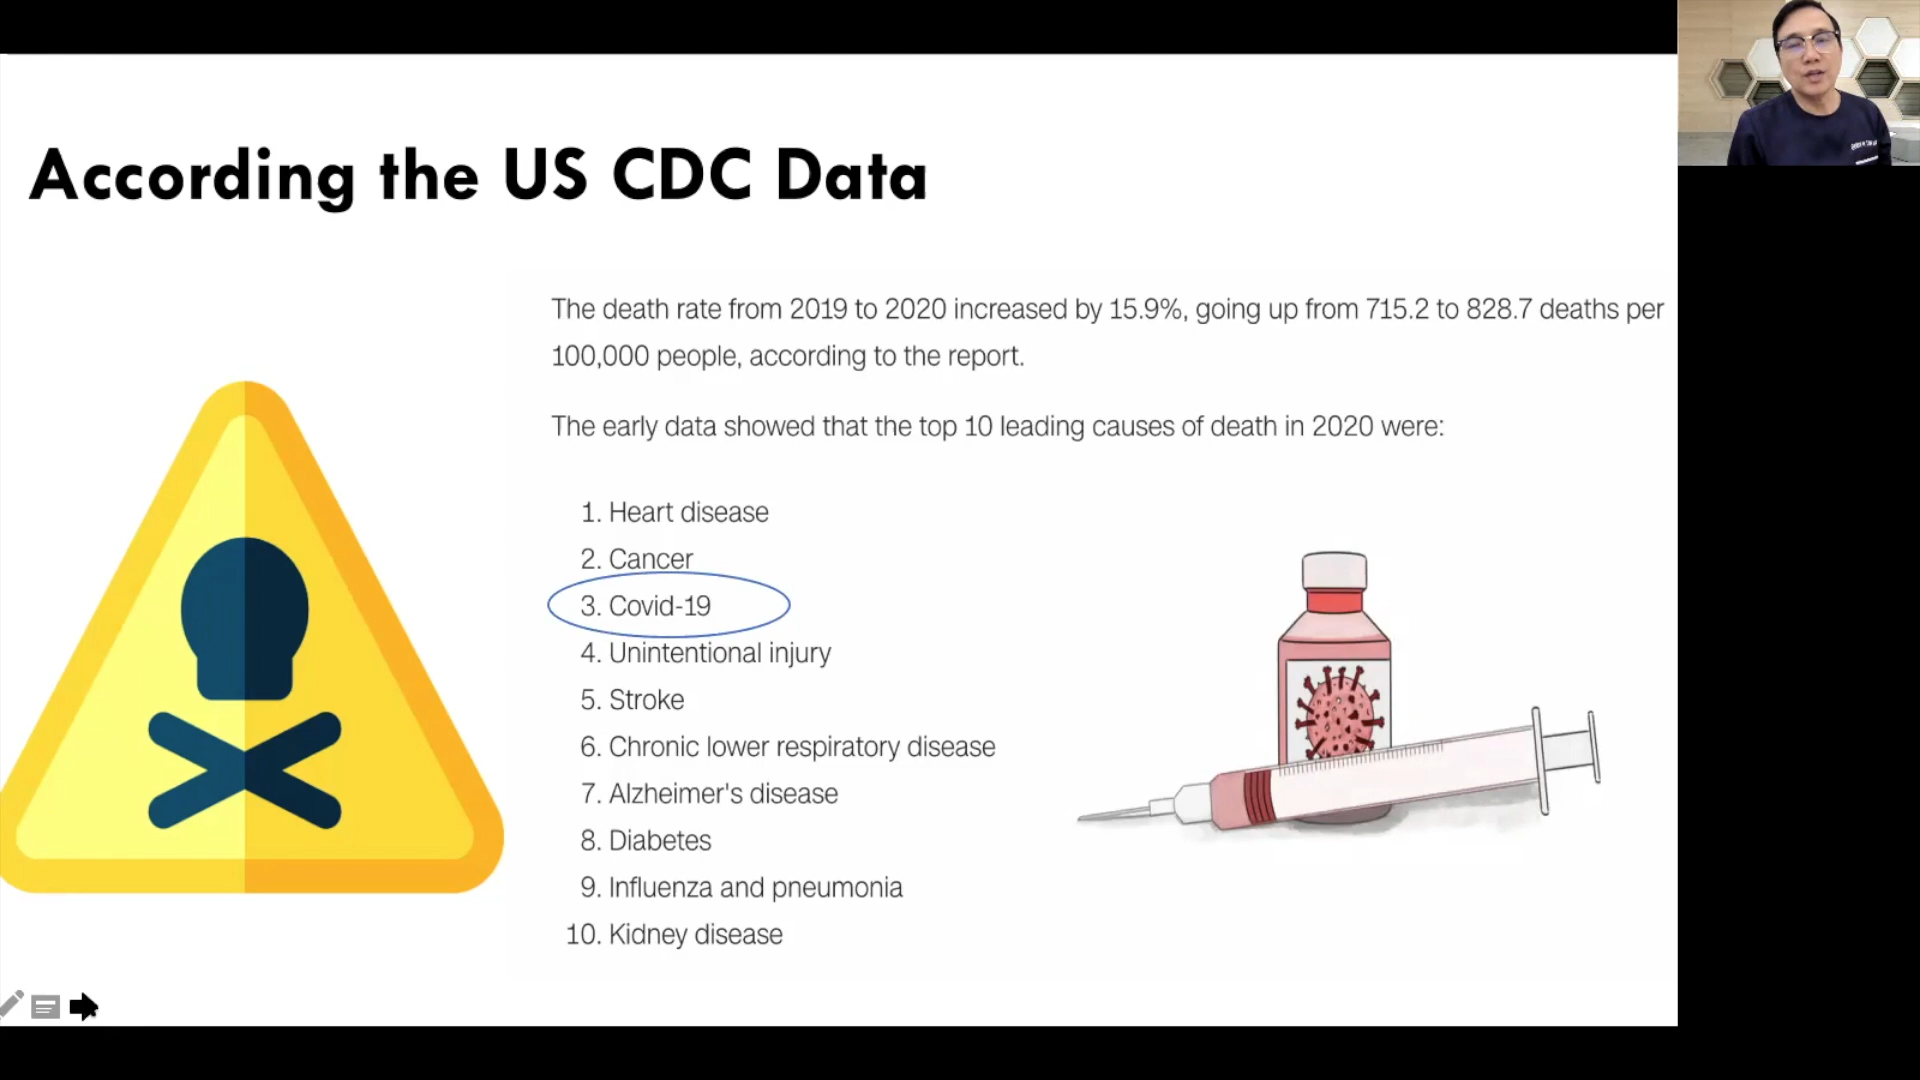 According the US CDC Data
The death rate from 2019 to 2020 increased by 15.9%, going up from 715.2 to 828.7 deaths per
100,000 people, according to the report.
The early data showed that the top 10 leading causes of death in 2020 were:
1. Heart disease
2. Cancer
3. Covid-19
4. Unintentional injury
5. Stroke
6. Chronic lower respiratory disease
7. Alzheimer's disease
8. Diabetes
9. Influenza and pneumonia
10. Kidney disease